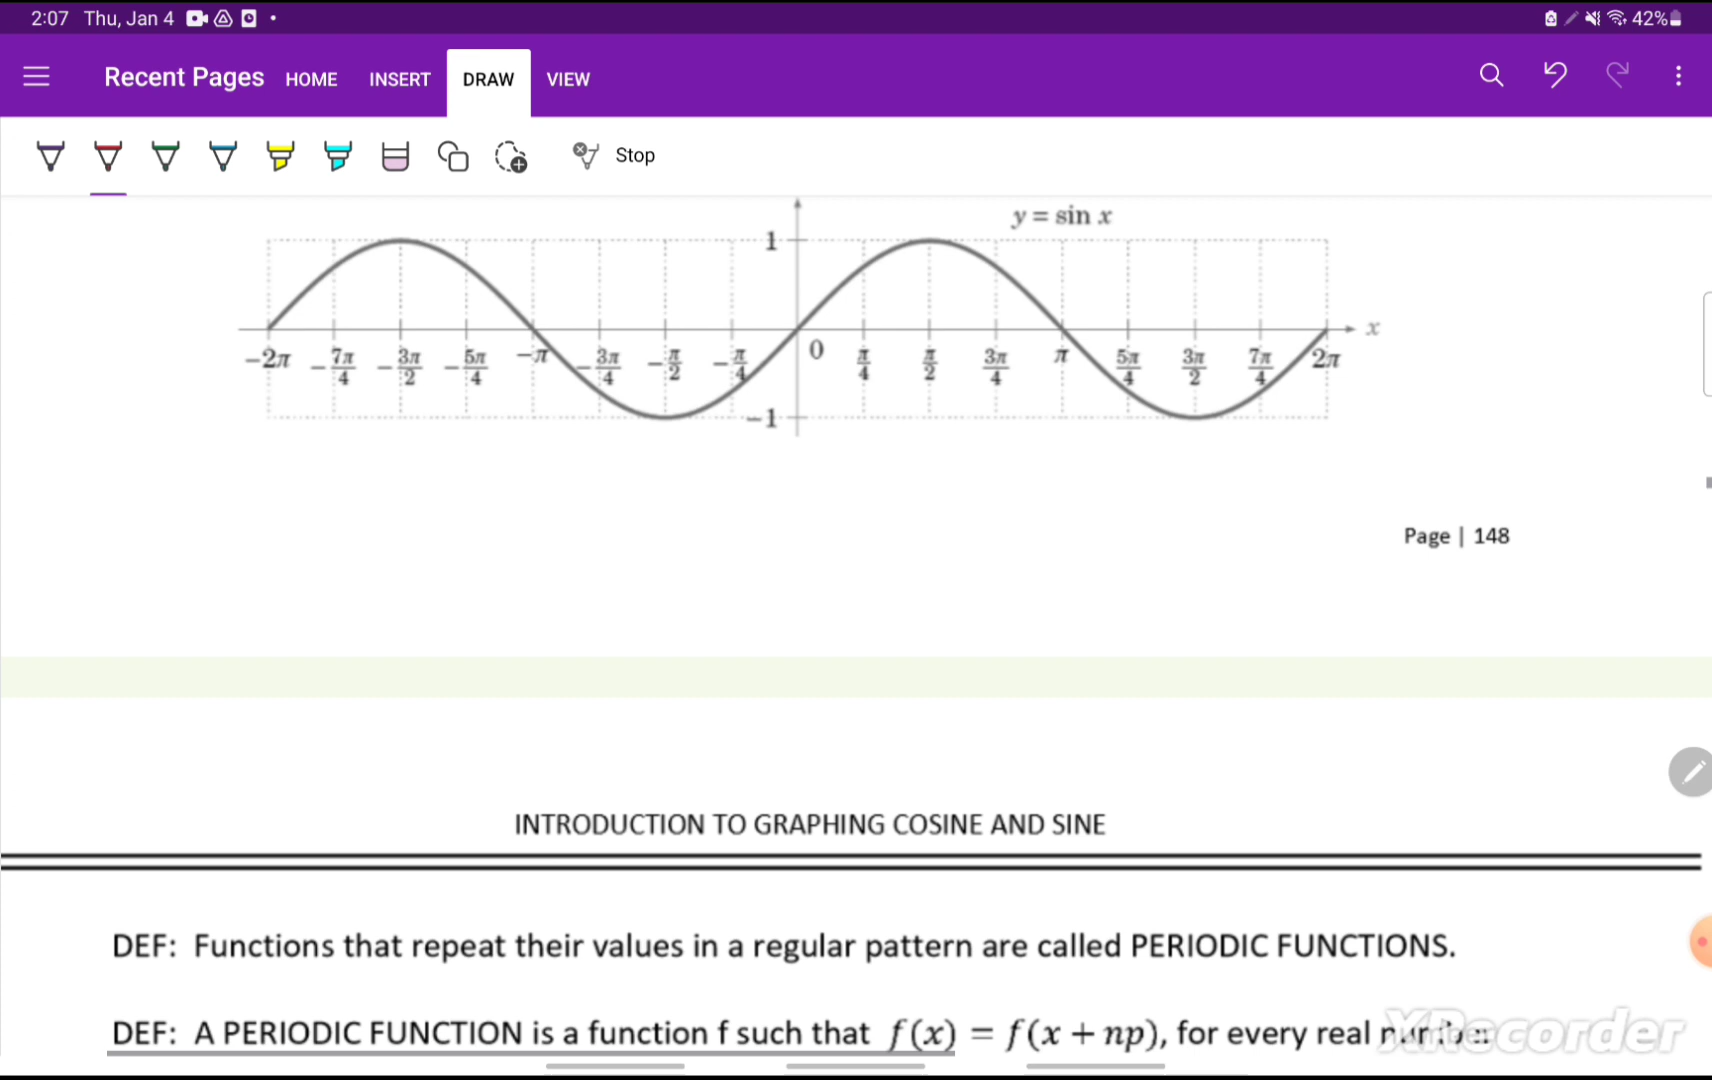 2:07 Thu, Jan 4 42%
Recent Pages HOME INSERT DRAW VIEW
Stop
y = sin x
1
x
−2π −7π/4 −3π/2 −5π/4 −π −3π/4 −π/2 −π/4 0 π/4 π/2 3π/4 π 5π/4 3π/2 7π/4 2π
−1
Page | 148
INTRODUCTION TO GRAPHING COSINE AND SINE
DEF: Functions that repeat their values in a regular pattern are called PERIODIC FUNCTIONS.
DEF: A PERIODIC FUNCTION is a function f such that f(x) = f(x + np), for every real number
XRecorder